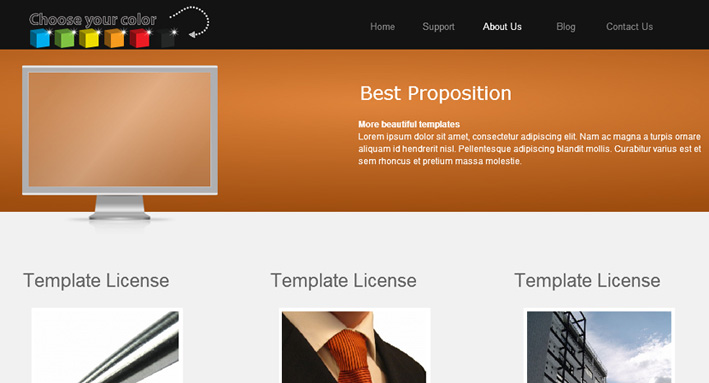 Choose your color
Home Support About Us Blog Contact Us
Best Proposition
More beautiful templates
Lorem ipsum dolor sit amet, consectetur adipiscing elit. Nam ac magna a turpis ornare
aliquam id hendrerit nisl. Pellentesque adipiscing blandit mollis. Curabitur varius est et
sem rhoncus et pretium massa molestie.
Template License Template License Template License